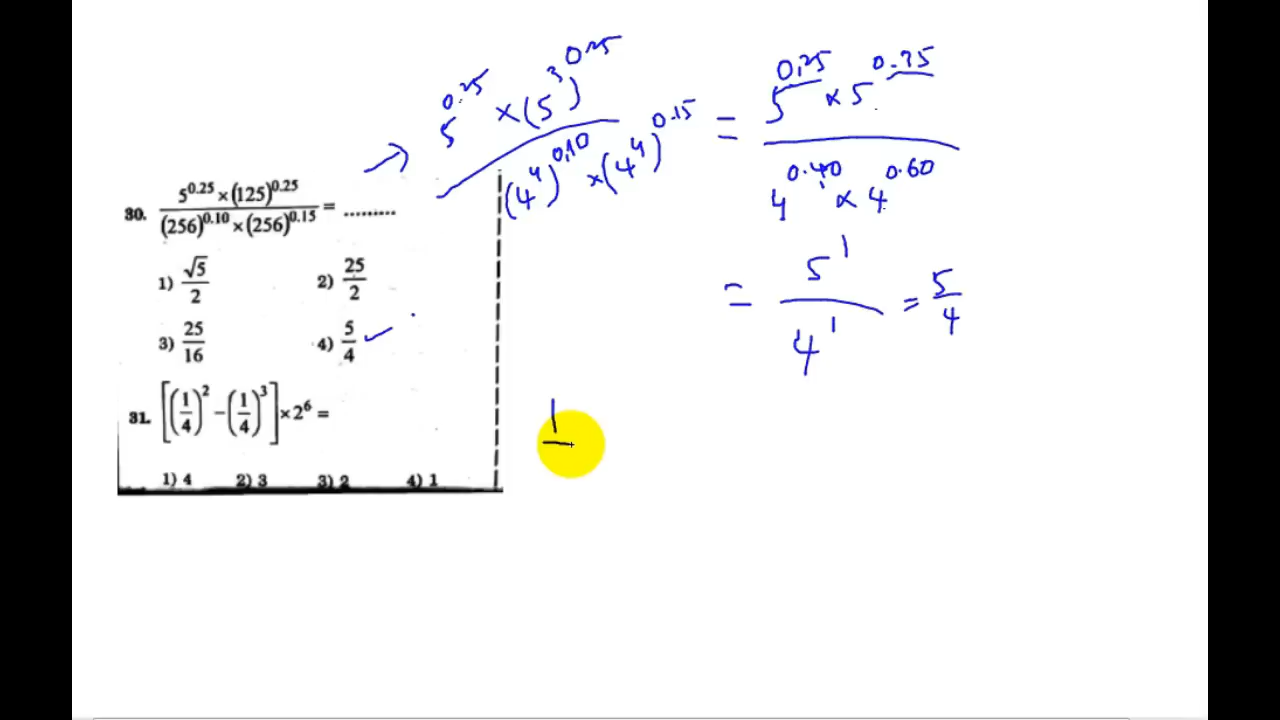 30. 5^0.25 × (125)^0.25 / (256)^0.10 × (256)^0.15 = .........
1) √5/2 2) 25/2
3) 25/16 4) 5/4 ✓
31. [(1/4)^2 − (1/4)^3] × 2^6 =
1) 4 2) 3 3) 2 4) 1
→ 5^0.25 × (5^3)^0.25 / (4^4)^0.10 × (4^4)^0.15 = 5^0.25 × 5^0.75 / 4^0.40 × 4^0.60
= 5^1 / 4^1 = 5/4
1